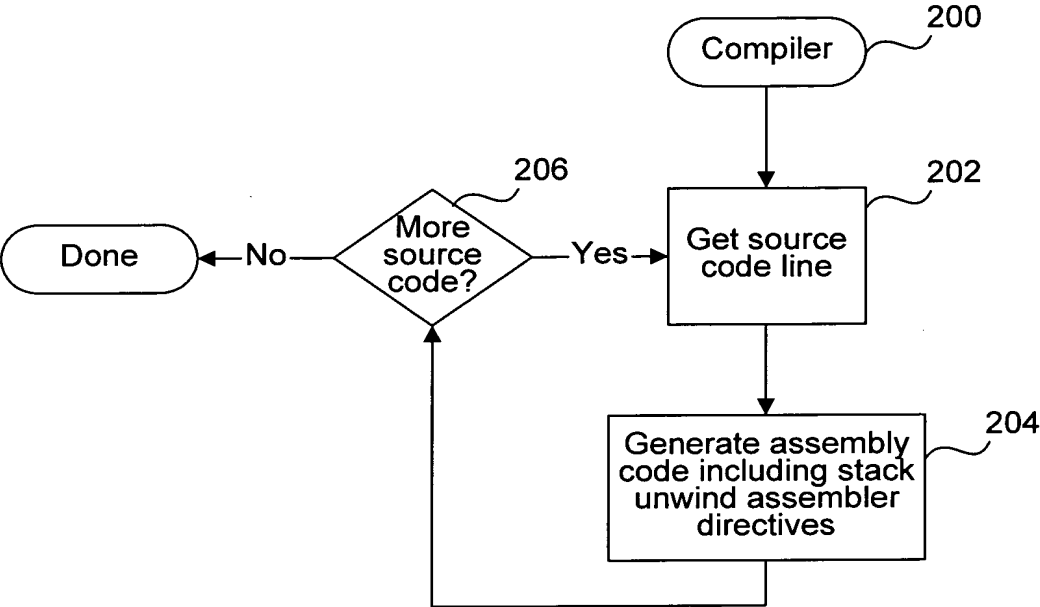 Compiler
200
Get source
code line
202
Generate assembly
code including stack
unwind assembler
directives
204
More
source
code?
206
Yes
No
Done